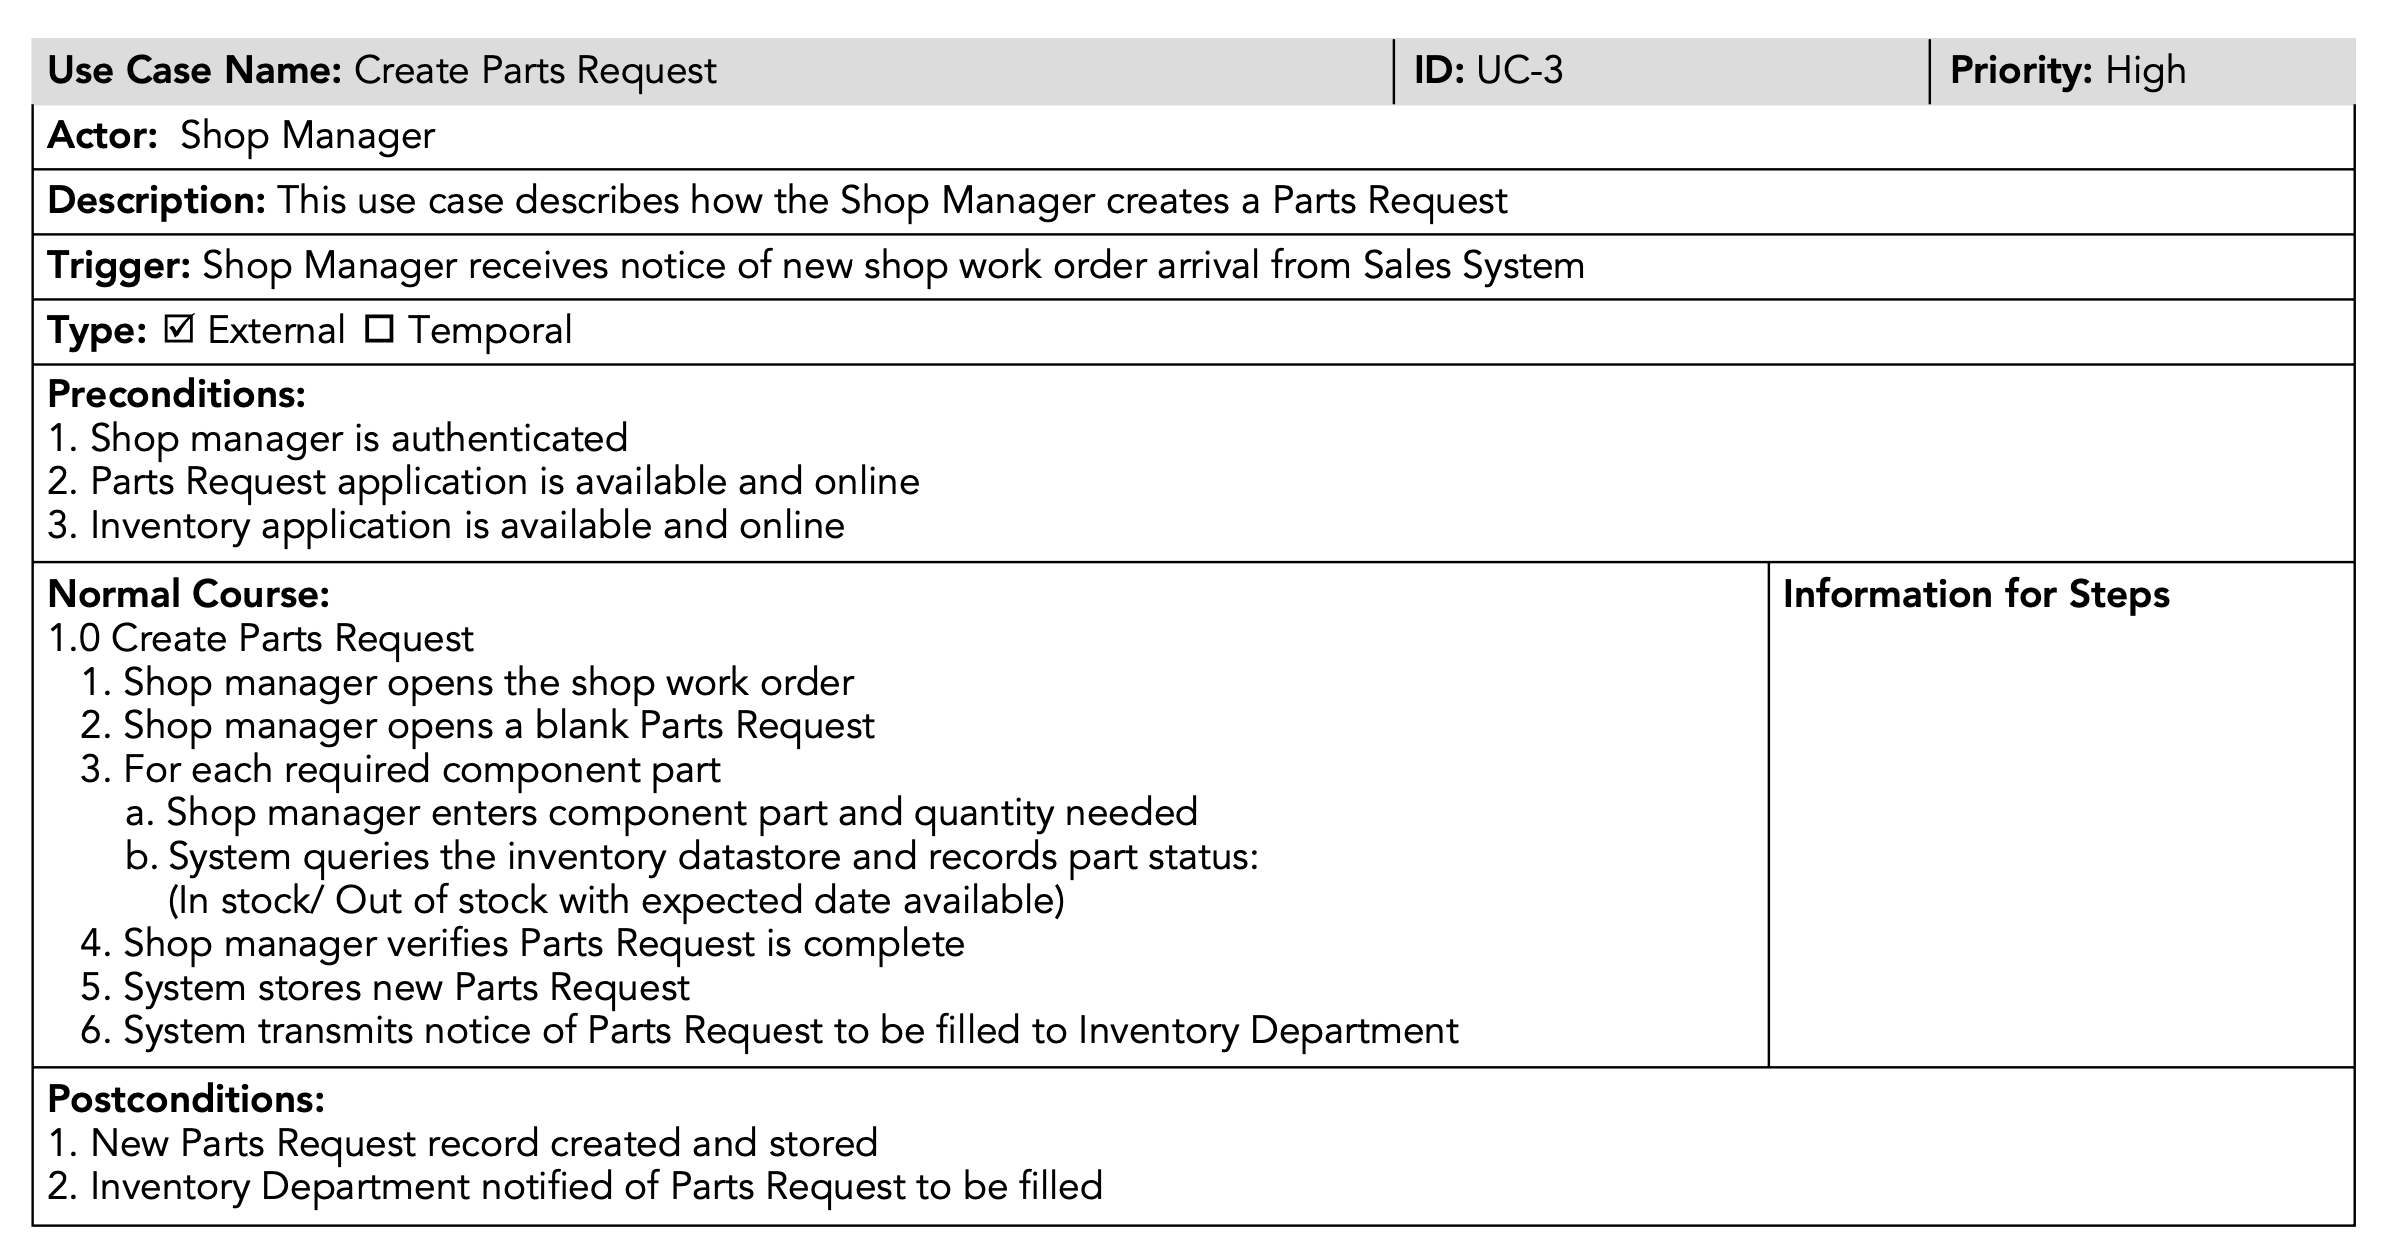 Use Case Name: Create Parts Request ID: UC-3 Priority: High
Actor: Shop Manager
Description: This use case describes how the Shop Manager creates a Parts Request
Trigger: Shop Manager receives notice of new shop work order arrival from Sales System
Type: ☑ External ☐ Temporal
Preconditions:
1. Shop manager is authenticated
2. Parts Request application is available and online
3. Inventory application is available and online
Normal Course:
1.0 Create Parts Request
1. Shop manager opens the shop work order
2. Shop manager opens a blank Parts Request
3. For each required component part
a. Shop manager enters component part and quantity needed
b. System queries the inventory datastore and records part status:
(In stock/ Out of stock with expected date available)
4. Shop manager verifies Parts Request is complete
5. System stores new Parts Request
6. System transmits notice of Parts Request to be filled to Inventory Department
Information for Steps
Postconditions:
1. New Parts Request record created and stored
2. Inventory Department notified of Parts Request to be filled